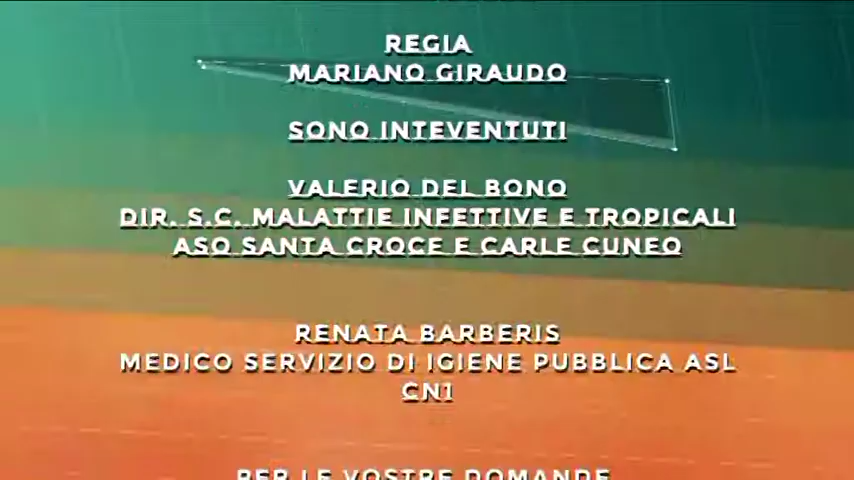 REGIA
MARIANO GIRAUDO
SONO INTEVENTUTI
VALERIO DEL BONO
DIR. S.C. MALATTIE INFETTIVE E TROPICALI
ASO SANTA CROCE E CARLE CUNEO
RENATA BARBERIS
MEDICO SERVIZIO DI IGIENE PUBBLICA ASL
CN1
PER LE VOSTRE DOMANDE